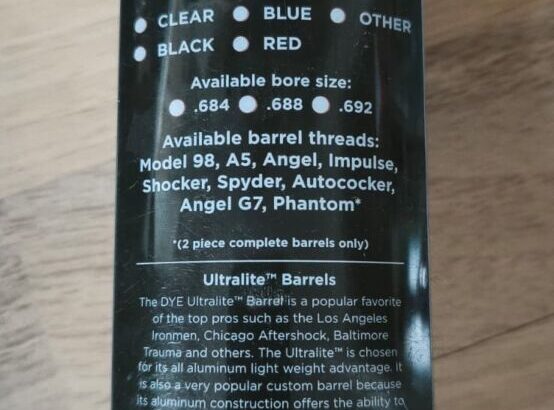 CLEAR BLUE OTHER
BLACK RED
Available bore size:
.684 .688 .692
Available barrel threads:
Model 98, A5, Angel, Impulse,
Shocker, Spyder, Autococker,
Angel G7, Phantom*
*(2 piece complete barrels only)
Ultralite™ Barrels
The DYE Ultralite™ Barrel is a popular favorite
of the top pros such as the Los Angeles
Ironmen, Chicago Aftershock, Baltimore
Trauma and others. The Ultralite™ is chosen
for its all aluminum light weight advantage. It
is also a very popular custom barrel because
its aluminum construction offers the ability to